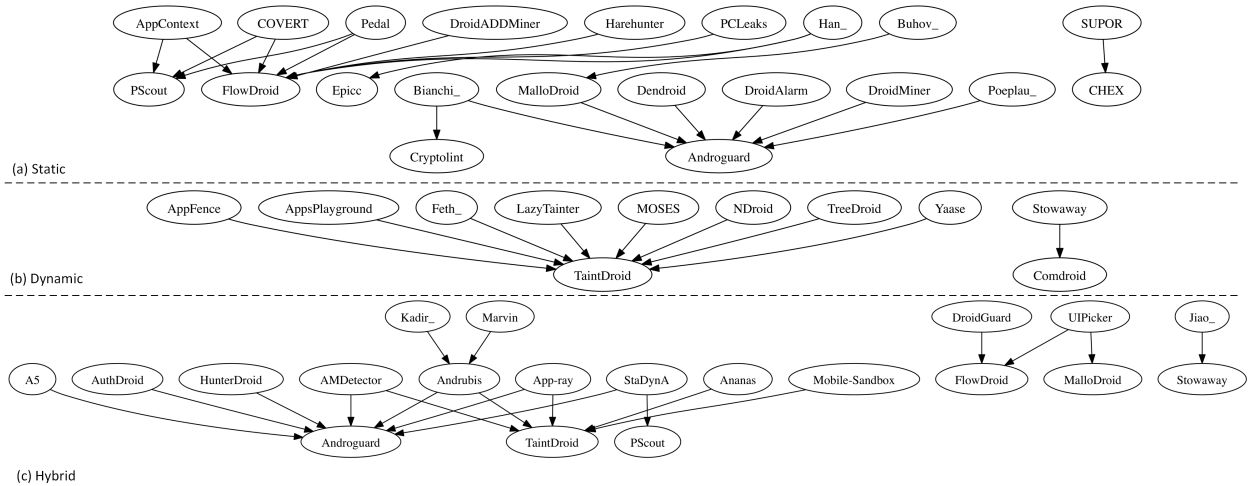 AppContext COVERT Pedal DroidADDMiner Harehunter PCLeaks Han_ Buhov_ SUPOR
PScout FlowDroid Epicc Bianchi_ MalloDroid Dendroid DroidAlarm DroidMiner Poeplau_ CHEX
Cryptolint Androguard
(a) Static
AppFence AppsPlayground Feth_ LazyTainter MOSES NDroid TreeDroid Yaase Stowaway
TaintDroid Comdroid
(b) Dynamic
Kadir_ Marvin DroidGuard UIPicker Jiao_
A5 AuthDroid HunterDroid AMDetector Andrubis App-ray StaDynA Ananas Mobile-Sandbox FlowDroid MalloDroid Stowaway
Androguard TaintDroid PScout
(c) Hybrid